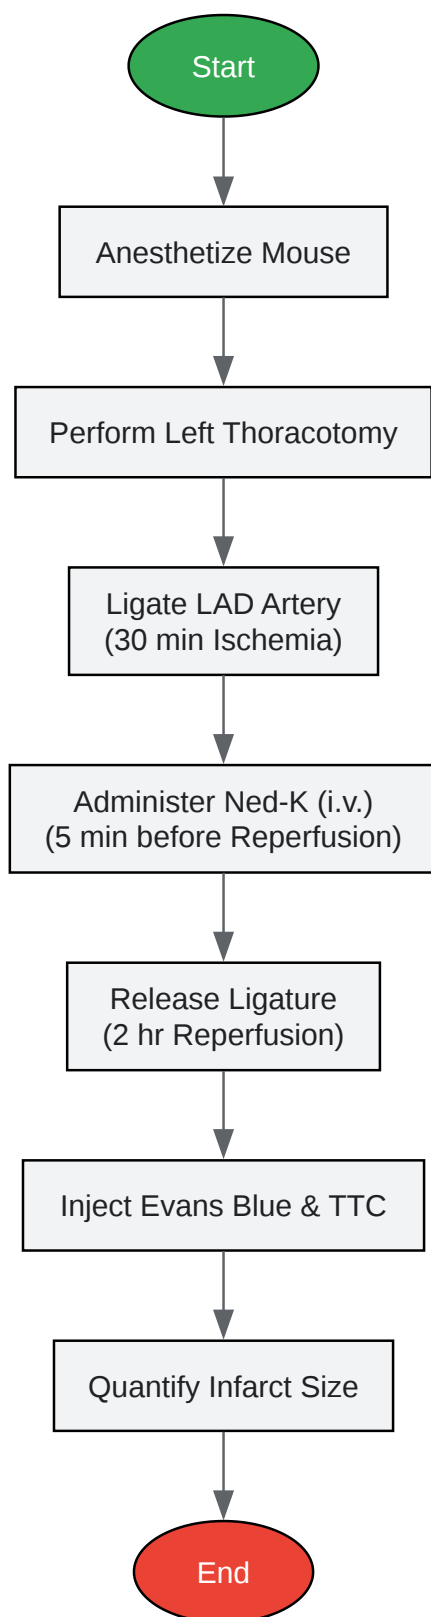 Start
Anesthetize Mouse
Perform Left Thoracotomy
Ligate LAD Artery
(30 min Ischemia)
Administer Ned-K (i.v.)
(5 min before Reperfusion)
Release Ligature
(2 hr Reperfusion)
Inject Evans Blue & TTC
Quantify Infarct Size
End